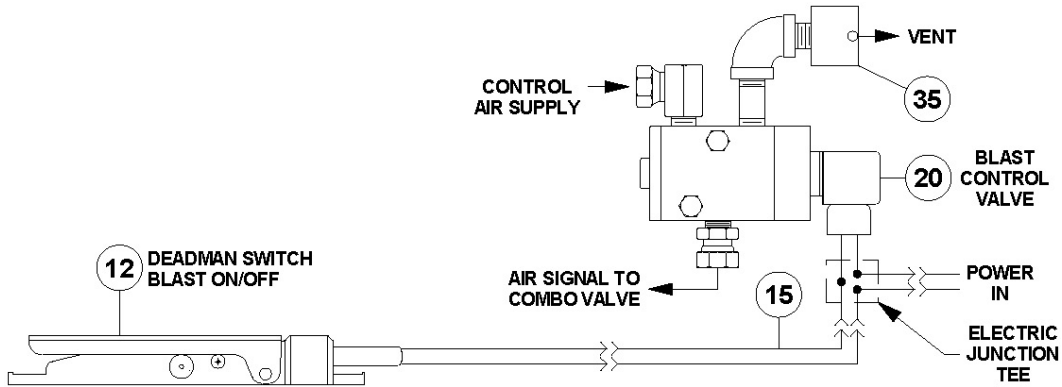 VENT
CONTROL
AIR SUPPLY
35
20
BLAST
CONTROL
VALVE
12
DEADMAN SWITCH
BLAST ON/OFF
AIR SIGNAL TO
COMBO VALVE
15
POWER
IN
ELECTRIC
JUNCTION
TEE